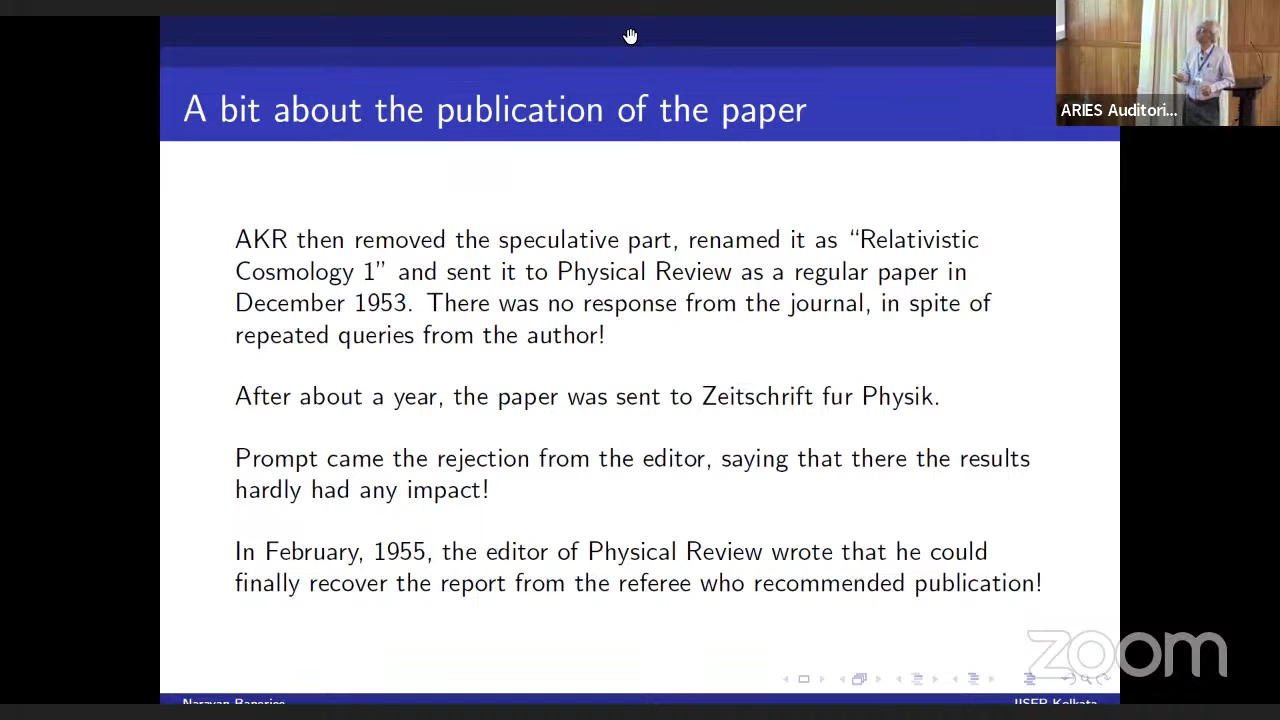 A bit about the publication of the paper
ARIES Auditori...
AKR then removed the speculative part, renamed it as “Relativistic
Cosmology 1” and sent it to Physical Review as a regular paper in
December 1953. There was no response from the journal, in spite of
repeated queries from the author!
After about a year, the paper was sent to Zeitschrift fur Physik.
Prompt came the rejection from the editor, saying that there the results
hardly had any impact!
In February, 1955, the editor of Physical Review wrote that he could
finally recover the report from the referee who recommended publication!
zoom
Narayan Banerjee
IISER Kolkata